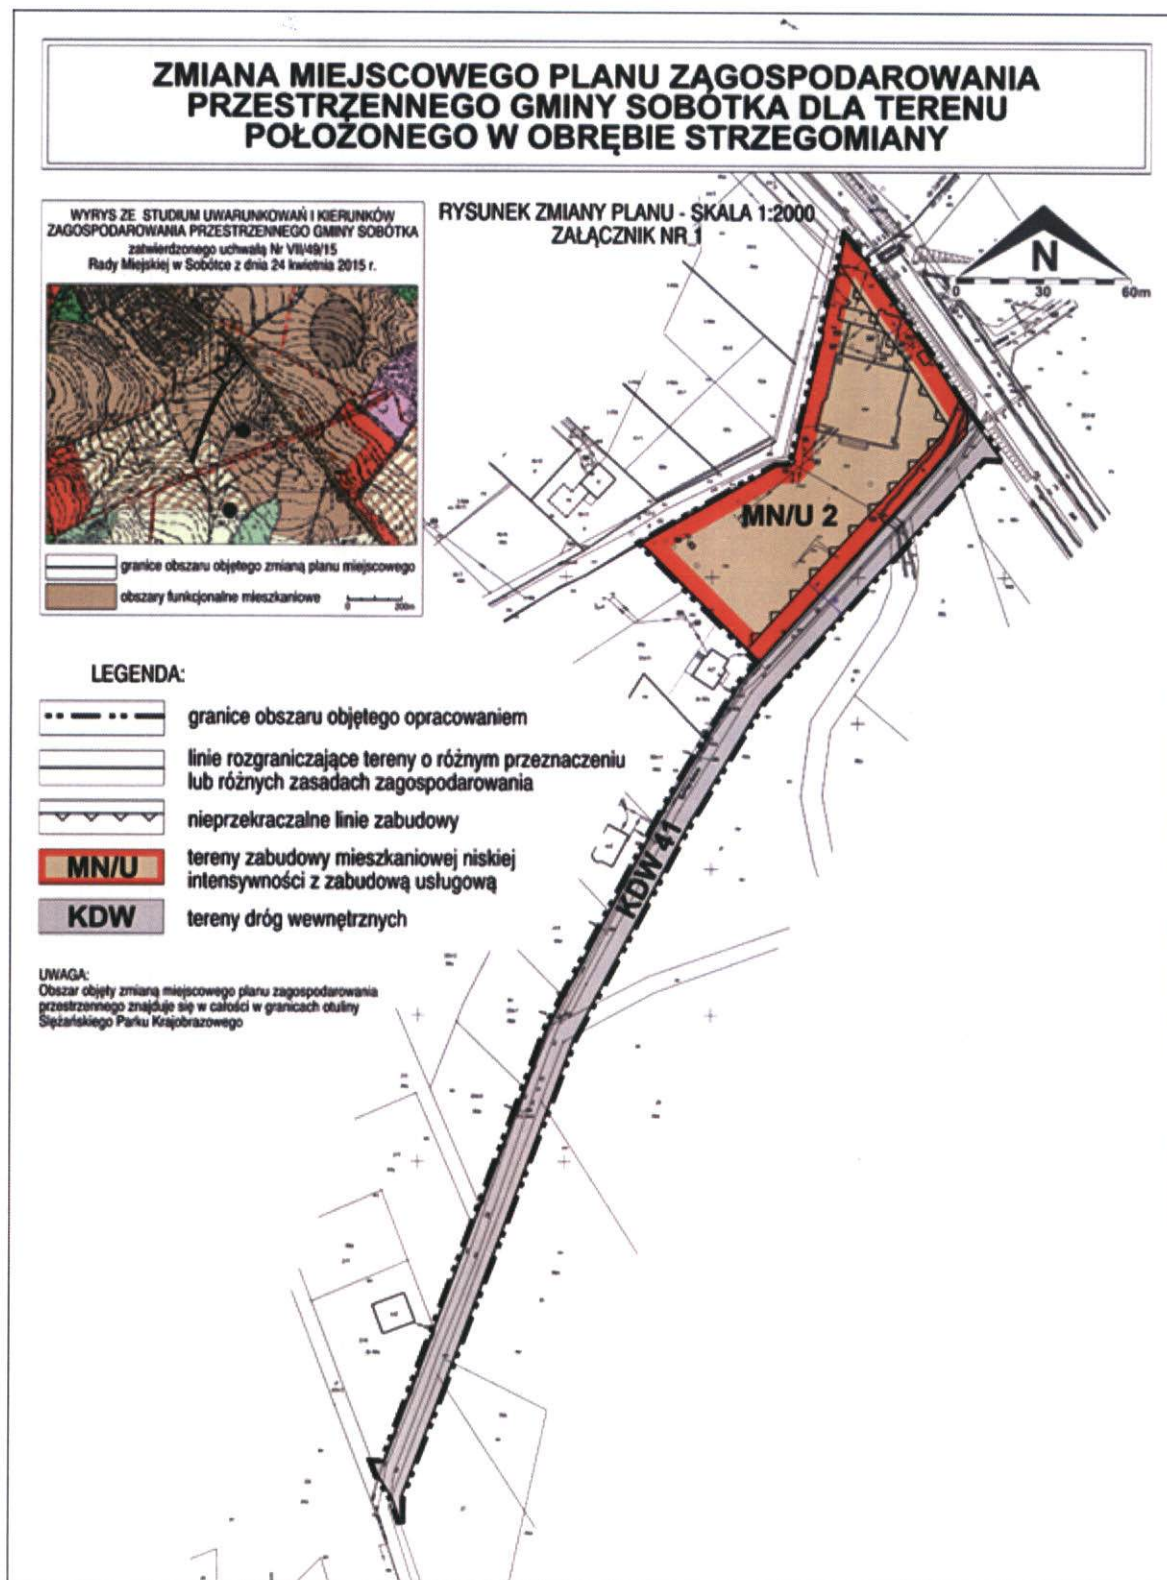 ZMIANA MIEJSCOWEGO PLANU ZAGOSPODAROWANIA
PRZESTRZENNEGO GMINY SOBÓTKA DLA TERENU
POŁOŻONEGO W OBRĘBIE STRZEGOMIANY
WYRYS ZE STUDIUM UWARUNKOWAŃ I KIERUNKÓW
ZAGOSPODAROWANIA PRZESTRZENNEGO GMINY SOBÓTKA
zatwierdzonego uchwałą Nr VII/49/15
Rady Miejskiej w Sobótce z dnia 24 kwietnia 2015 r.
granice obszaru objętego zmianą planu miejscowego
obszary funkcjonalne mieszkaniowe
0 200m
RYSUNEK ZMIANY PLANU - SKALA 1:2000
ZAŁĄCZNIK NR 1
N
0 30 60m
MN/U 2
KDW 41
LEGENDA:
granice obszaru objętego opracowaniem
linie rozgraniczające tereny o różnym przeznaczeniu
lub różnych zasadach zagospodarowania
nieprzekraczalne linie zabudowy
MN/U
tereny zabudowy mieszkaniowej niskiej
intensywności z zabudową usługową
KDW
tereny dróg wewnętrznych
UWAGA:
Obszar objęty zmianą miejscowego planu zagospodarowania
przestrzennego znajduje się w całości w granicach otuliny
Ślężańskiego Parku Krajobrazowego